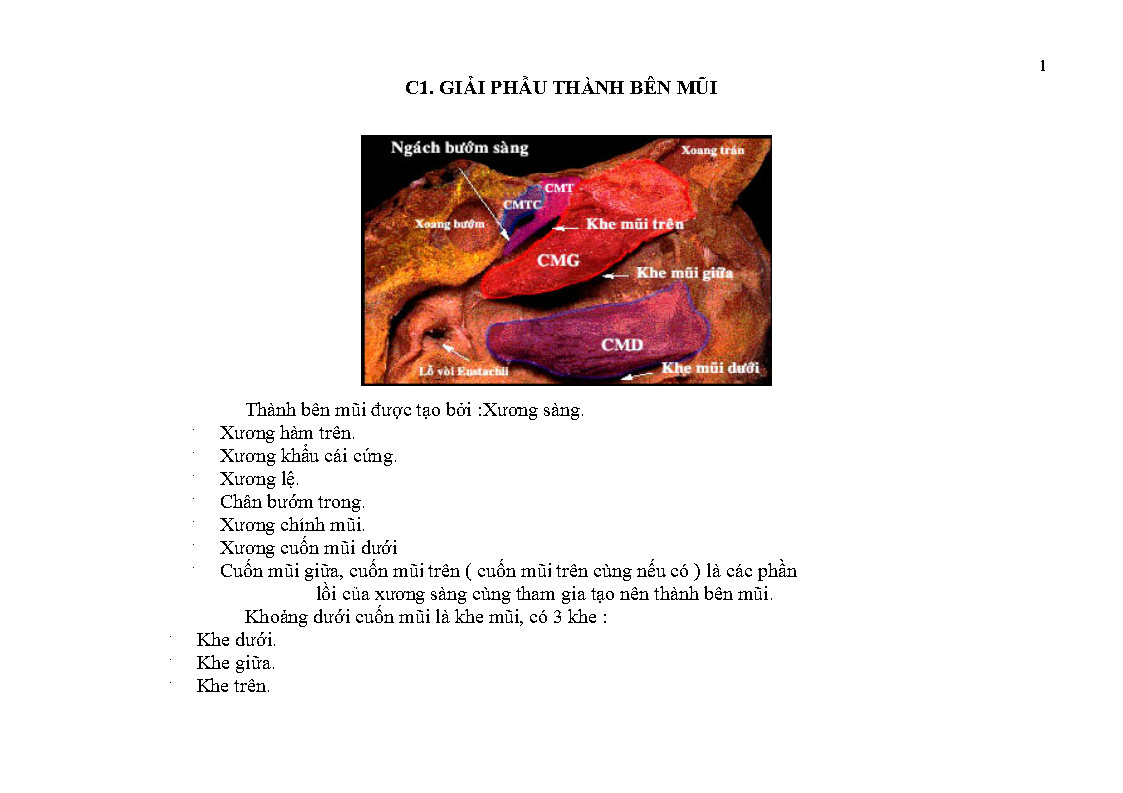 1
C1. GIẢI PHẪU THÀNH BÊN MŨI
Ngách bướm sàng
Xoang trán
CMT
CMTC
Xoang bướm
Khe mũi trên
CMG
Khe mũi giữa
CMD
Khe mũi dưới
Lỗ vòi Eustachii
Thành bên mũi được tạo bởi :Xương sàng.
· Xương hàm trên.
· Xương khẩu cái cứng.
· Xương lệ.
· Chân bướm trong.
· Xương chính mũi.
· Xương cuốn mũi dưới
· Cuốn mũi giữa, cuốn mũi trên ( cuốn mũi trên cùng nếu có ) là các phần
lồi của xương sàng cùng tham gia tạo nên thành bên mũi.
Khoảng dưới cuốn mũi là khe mũi, có 3 khe :
· Khe dưới.
· Khe giữa.
· Khe trên.